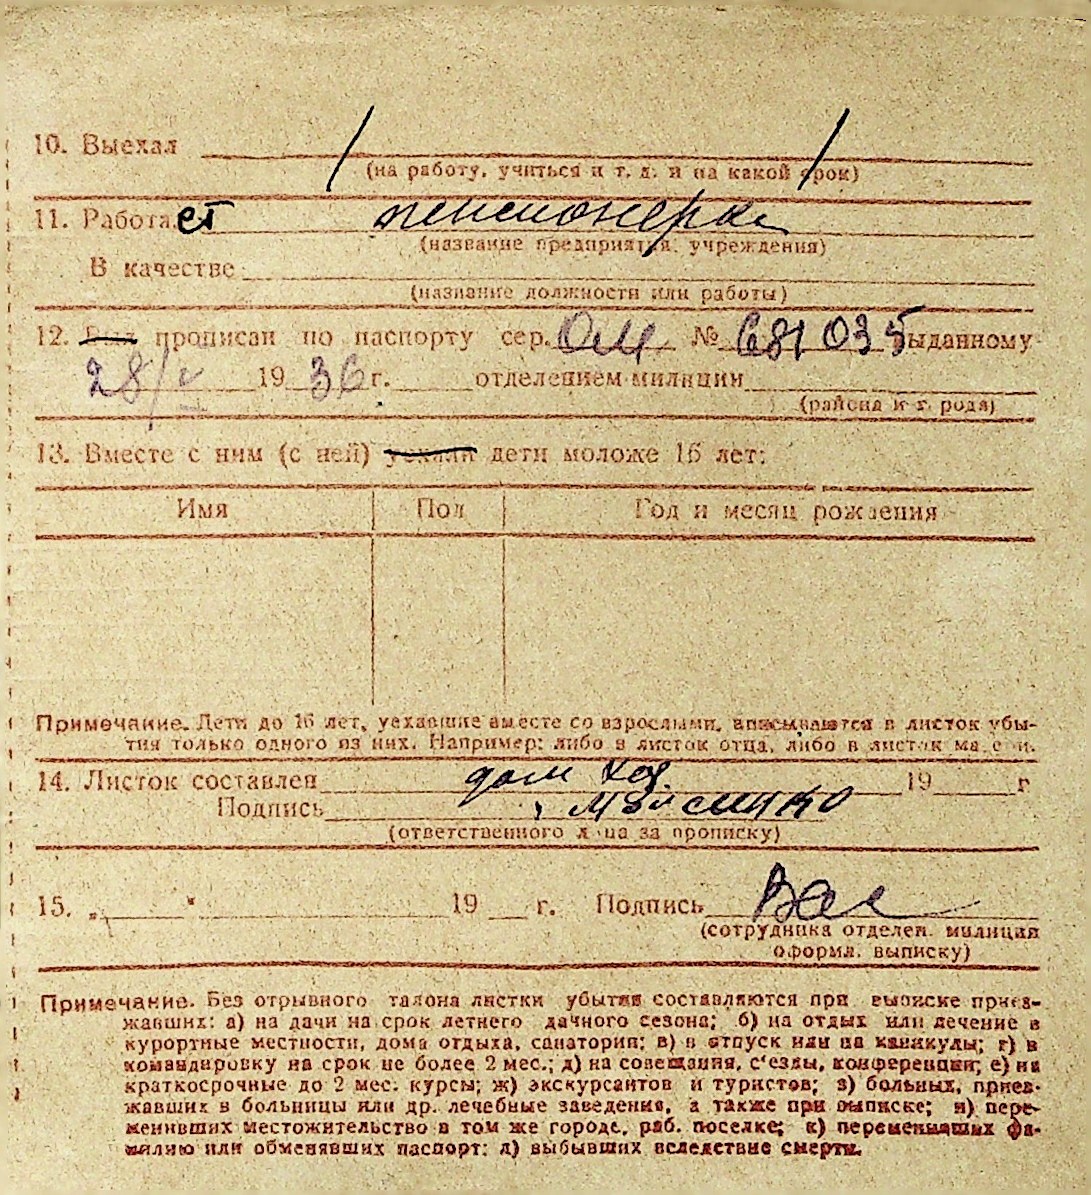 10. Выехал
(на работу, учиться и т. д. и на какой срок)
11. Работает пенсионерка
(название предприятия, учреждения)
В качестве
(название должности или работы)
12. Был прописан по паспорту сер. № 681035 выданному
28/V 1936 г. отделением милиции
(района и города)
13. Вместе с ним (с ней) уехали дети моложе 16 лет:
Имя Пол Год и месяц рождения
Примечание. Дети до 16 лет, уехавшие вместе со взрослыми, вписываются в листок убы-
тия только одного из них. Например: либо в листок отца, либо в листок матери.
14. Листок составлен дом 19 г
Подпись
(ответственного лица за прописку)
15. „ " 19 г. Подпись
(сотрудника отделен. милиции
оформл. выписку)
Примечание. Без отрывного талона листки убытия составляются при выписке приез-
жавших: а) на дачи на срок летнего дачного сезона; б) на отдых или лечение в
курортные местности, дома отдыха, санатории; в) в отпуск или на каникулы; г) в
командировку на срок не более 2 мес.; д) на совещания, с'езды, конференции; е) на
краткосрочные до 2 мес. курсы; ж) экскурсантов и туристов; з) больных, приез-
жавших в больницы или др. лечебные заведения, а также при выписке; и) пере-
менивших местожительство в том же городе, раб. поселке; к) переменивших фа-
милию или обменявших паспорт; л) выбывших вследствие смерти.